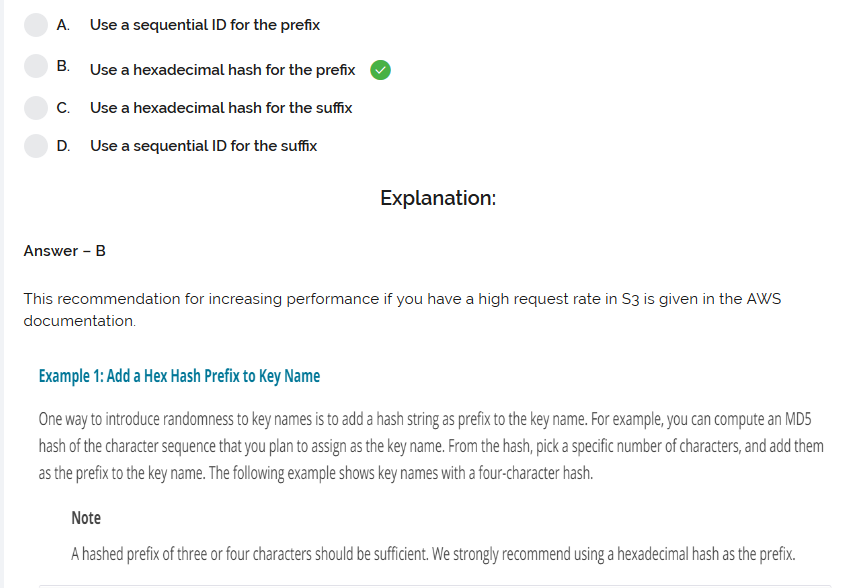 A. Use a sequential ID for the prefix
B. Use a hexadecimal hash for the prefix
C. Use a hexadecimal hash for the suffix
D. Use a sequential ID for the suffix
Explanation:
Answer – B
This recommendation for increasing performance if you have a high request rate in S3 is given in the AWS
documentation.
Example 1: Add a Hex Hash Prefix to Key Name
One way to introduce randomness to key names is to add a hash string as prefix to the key name. For example, you can compute an MD5
hash of the character sequence that you plan to assign as the key name. From the hash, pick a specific number of characters, and add them
as the prefix to the key name. The following example shows key names with a four-character hash.
Note
A hashed prefix of three or four characters should be sufficient. We strongly recommend using a hexadecimal hash as the prefix.